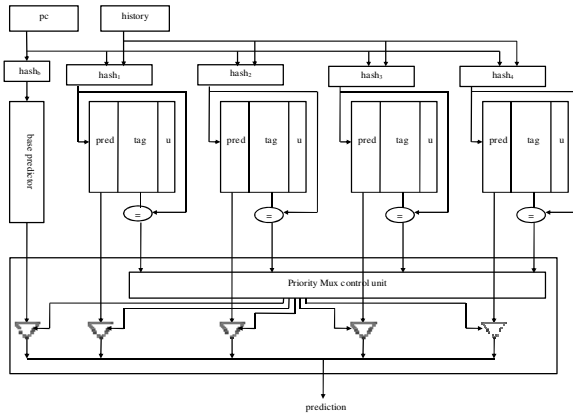 pc history
hash_b hash₁ hash₂ hash₃ hash₄
base predictor
pred tag u pred tag u pred tag u pred tag u
= = = =
Priority Mux control unit
prediction